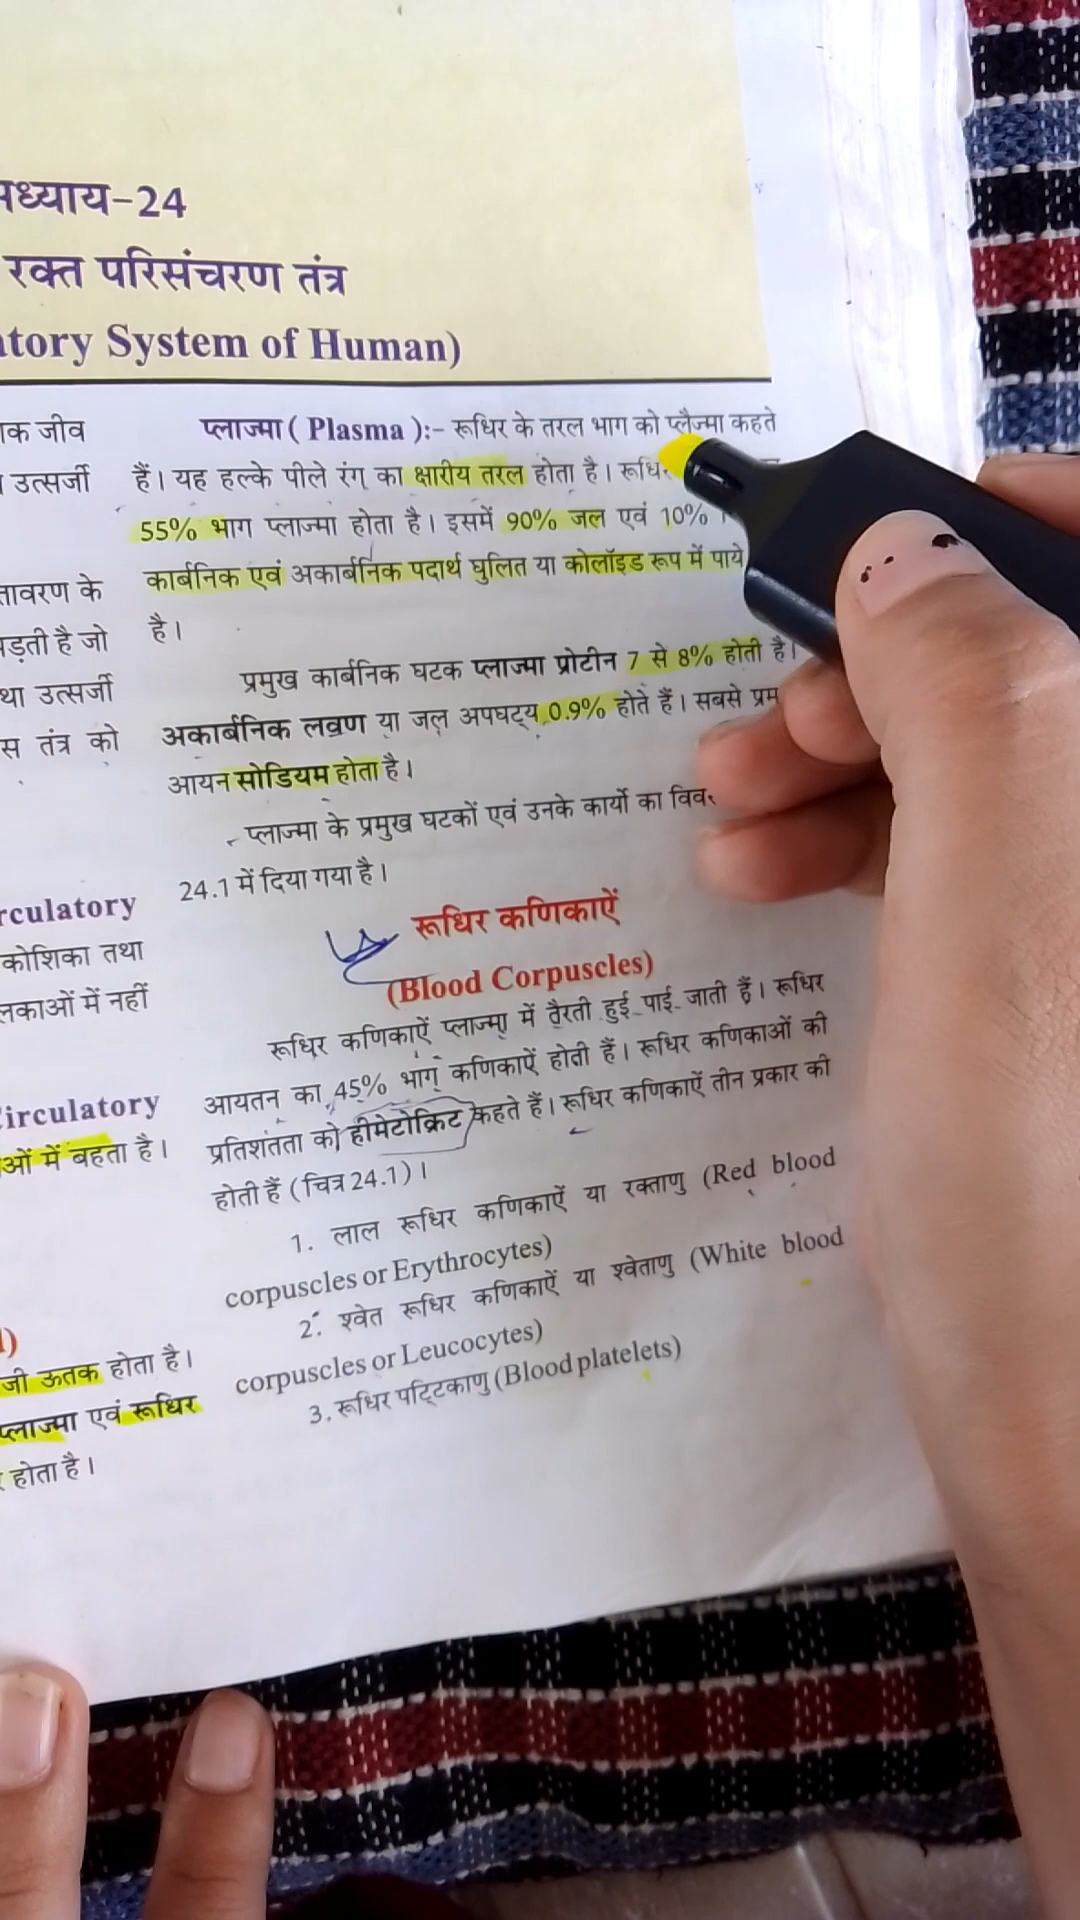 ध्याय-24
रक्त परिसंचरण तंत्र
tory System of Human)
क जीव
उत्सर्जी
तावरण के
पड़ती है जो
था उत्सर्जी
स तंत्र को
rculatory
कोशिका तथा
लकाओं में नहीं
Circulatory
ओं में बहता है।
जी ऊतक होता है।
प्लाज्मा एवं रूधिर
होता है।
प्लाज्मा ( Plasma ):- रूधिर के तरल भाग को प्लैज्मा कहते
हैं। यह हल्के पीले रंग का क्षारीय तरल होता है।
55% भाग प्लाज्मा होता है। इसमें 90% जल एवं 10%
कार्बनिक एवं अकार्बनिक पदार्थ घुलित या कोलॉइड रूप में पाये
है।
प्रमुख कार्बनिक घटक प्लाज्मा प्रोटीन 7 से 8% होती है।
अकार्बनिक लवण या जल अपघट्य 0.9% होते हैं। सबसे
आयन सोडियम होता है।
प्लाज्मा के प्रमुख घटकों एवं उनके कार्यो का
24.1 में दिया गया है।
रूधिर कणिकाऐं
(Blood Corpuscles)
रूधिर कणिकाऐं प्लाज्मा में तैरती हुई पाई जाती हैं। रूधिर
आयतन का 45% भाग कणिकाऐं होती हैं। रूधिर कणिकाओं की
प्रतिशतता को हीमेटोक्रिट कहते हैं। रूधिर कणिकाऐं तीन प्रकार की
होती हैं (चित्र 24.1)।
1. लाल रूधिर कणिकाऐं या रक्ताणु (Red blood
corpuscles or Erythrocytes)
2. श्वेत रूधिर कणिकाऐं या श्वेताणु (White blood
corpuscles or Leucocytes)
3. रूधिर पट्टिकाणु (Blood platelets)